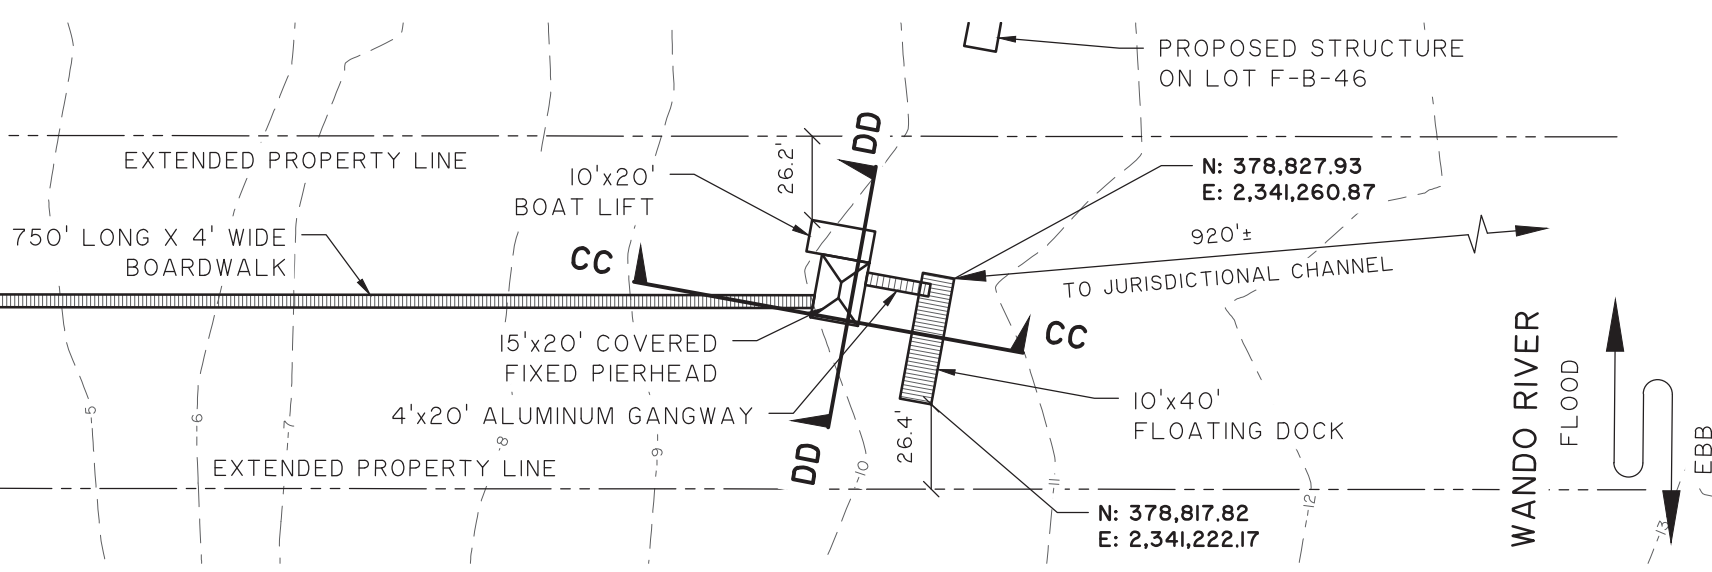 PROPOSED STRUCTURE
ON LOT F-B-46
EXTENDED PROPERTY LINE
10'x20'
BOAT LIFT
26.2'
DD
N: 378,827.93
E: 2,341,260.87
750' LONG X 4' WIDE
BOARDWALK
CC
920'±
TO JURISDICTIONAL CHANNEL
15'x20' COVERED
FIXED PIERHEAD
CC
4'x20' ALUMINUM GANGWAY
10'x40'
FLOATING DOCK
26.4'
DD
EXTENDED PROPERTY LINE
N: 378,817.82
E: 2,341,222.17
WANDO RIVER
FLOOD
EBB
-5
-6
-7
-8
-9
-10
-11
-12
-13